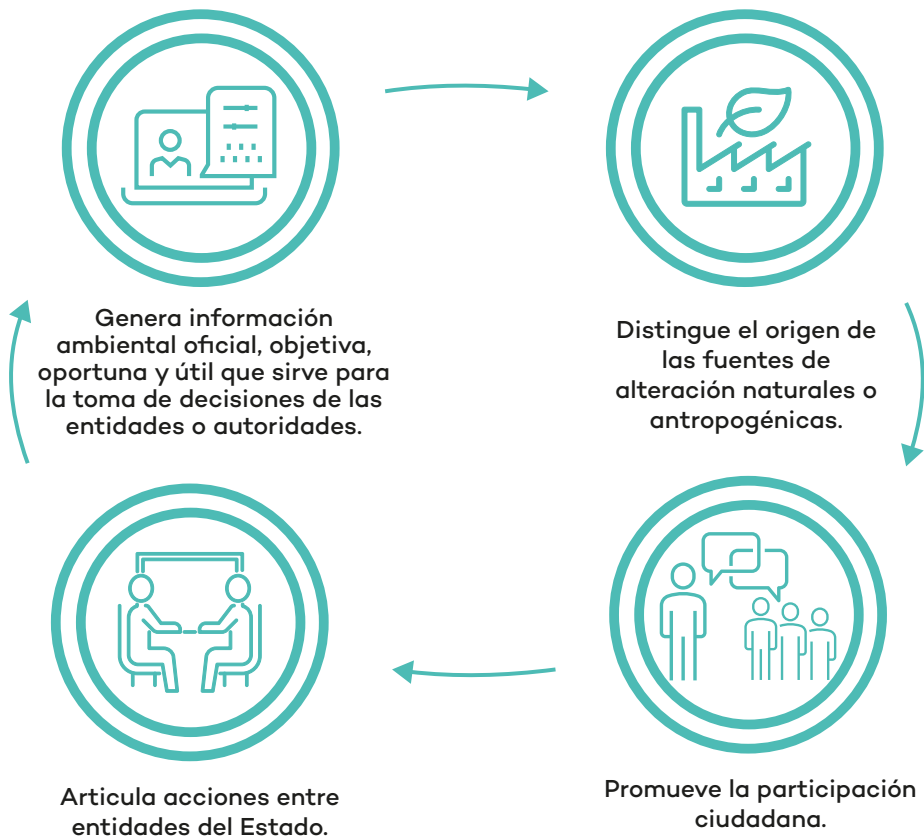 Genera información
ambiental oficial, objetiva,
oportuna y útil que sirve para
la toma de decisiones de las
entidades o autoridades.
Distingue el origen de
las fuentes de
alteración naturales o
antropogénicas.
Promueve la participación
ciudadana.
Articula acciones entre
entidades del Estado.